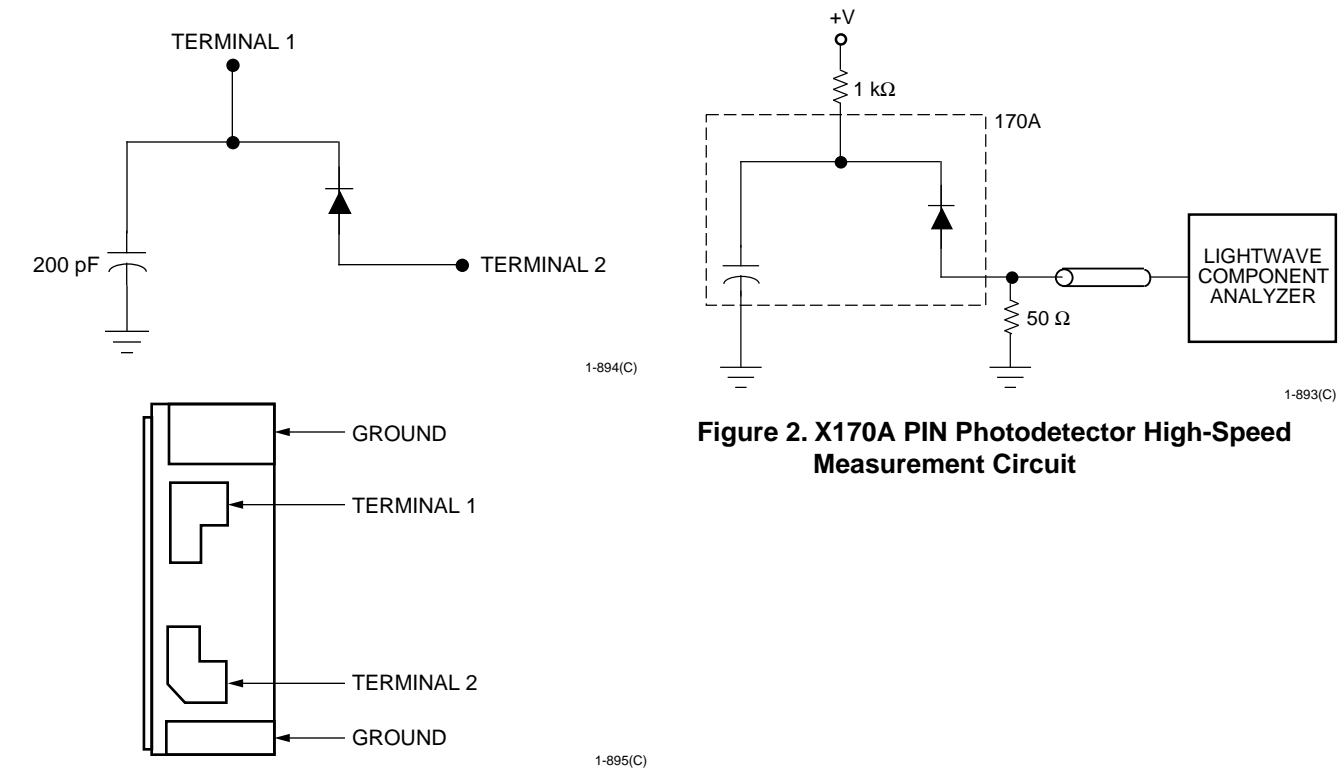 TERMINAL 1
200 pF
TERMINAL 2
1-894(C)
GROUND
TERMINAL 1
TERMINAL 2
GROUND
1-895(C)
+V
1 kΩ
170A
LIGHTWAVE
COMPONENT
ANALYZER
50 Ω
1-893(C)
Figure 2. X170A PIN Photodetector High-Speed
Measurement Circuit